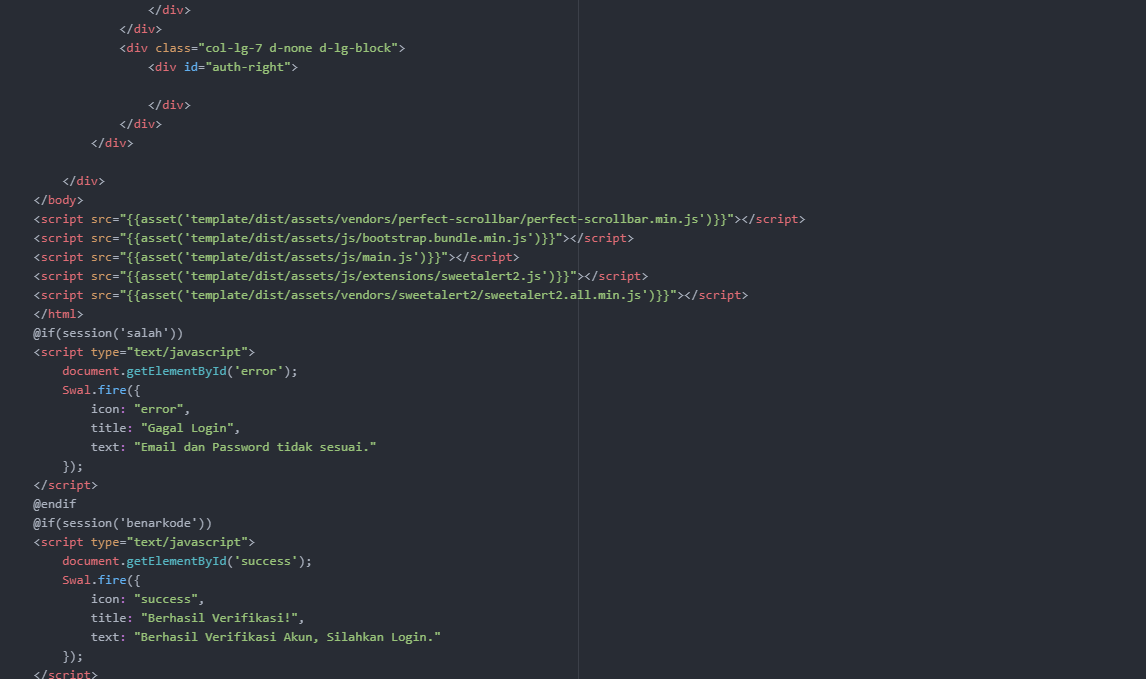 </div>
</div>
<div class="col-lg-7 d-none d-lg-block">
<div id="auth-right">
</div>
</div>
</div>
</div>
</body>
<script src="{{asset('template/dist/assets/vendors/perfect-scrollbar/perfect-scrollbar.min.js')}}"></script>
<script src="{{asset('template/dist/assets/js/bootstrap.bundle.min.js')}}"></script>
<script src="{{asset('template/dist/assets/js/main.js')}}"></script>
<script src="{{asset('template/dist/assets/js/extensions/sweetalert2.js')}}"></script>
<script src="{{asset('template/dist/assets/vendors/sweetalert2/sweetalert2.all.min.js')}}"></script>
</html>
@if(session('salah'))
<script type="text/javascript">
document.getElementById('error');
Swal.fire({
icon: "error",
title: "Gagal Login",
text: "Email dan Password tidak sesuai."
});
</script>
@endif
@if(session('benarkode'))
<script type="text/javascript">
document.getElementById('success');
Swal.fire({
icon: "success",
title: "Berhasil Verifikasi!",
text: "Berhasil Verifikasi Akun, Silahkan Login."
});
</script>